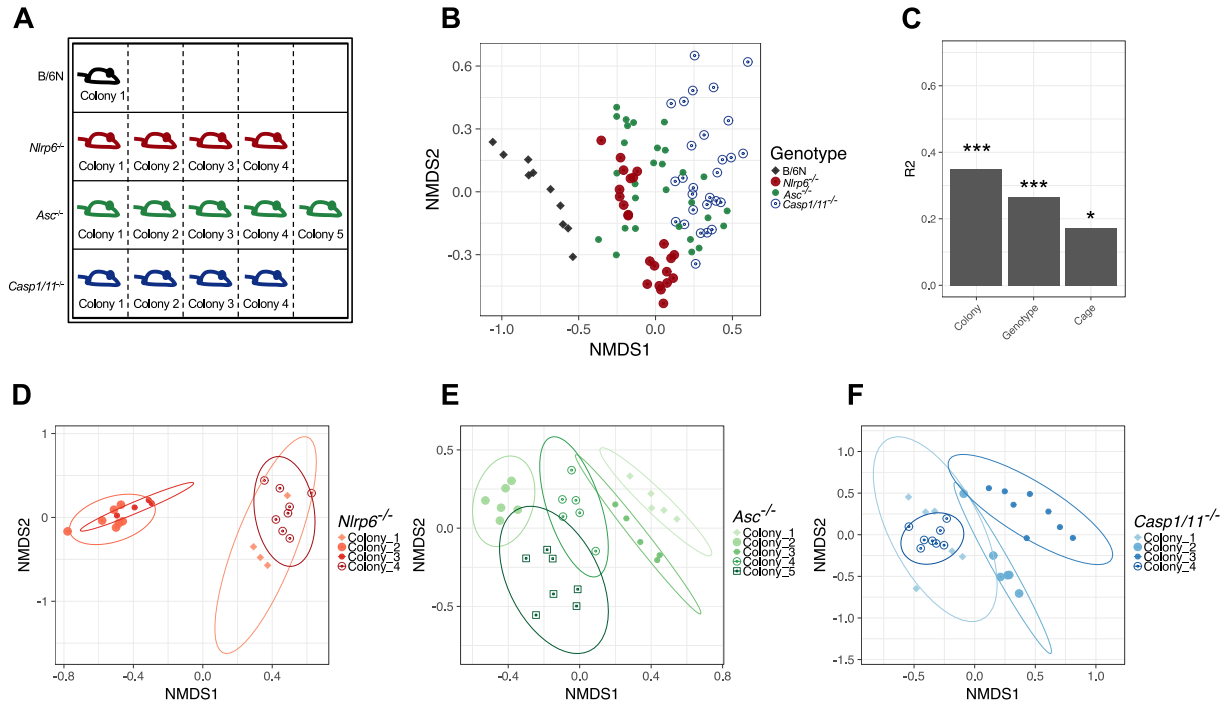 A
B/6N
Colony 1
Nlrp6-/-
Colony 1 Colony 2 Colony 3 Colony 4
Asc-/-
Colony 1 Colony 2 Colony 3 Colony 4 Colony 5
Casp1/11-/-
Colony 1 Colony 2 Colony 3 Colony 4
B
NMDS2
0.6
0.3
0.0
-0.3
-1.0 -0.5 0.0 0.5
NMDS1
Genotype
B/6N
Nlrp6-/-
Asc-/-
Casp1/11-/-
C
R2
0.4
0.2
0.0
***
***
*
Colony
Genotype
Cage
D
NMDS2
1
0
-1
-0.8 -0.4 0.0 0.4
NMDS1
Nlrp6-/-
Colony_1
Colony_2
Colony_3
Colony_4
E
NMDS2
0.5
0.0
-0.5
-0.4 0.0 0.4 0.8
NMDS1
Asc-/-
Colony_1
Colony_2
Colony_3
Colony_4
Colony_5
F
NMDS2
1.0
0.5
0.0
-0.5
-1.0
-1.5
-1.0 -0.5 0.0 0.5 1.0
NMDS1
Casp1/11-/-
Colony_1
Colony_2
Colony_3
Colony_4